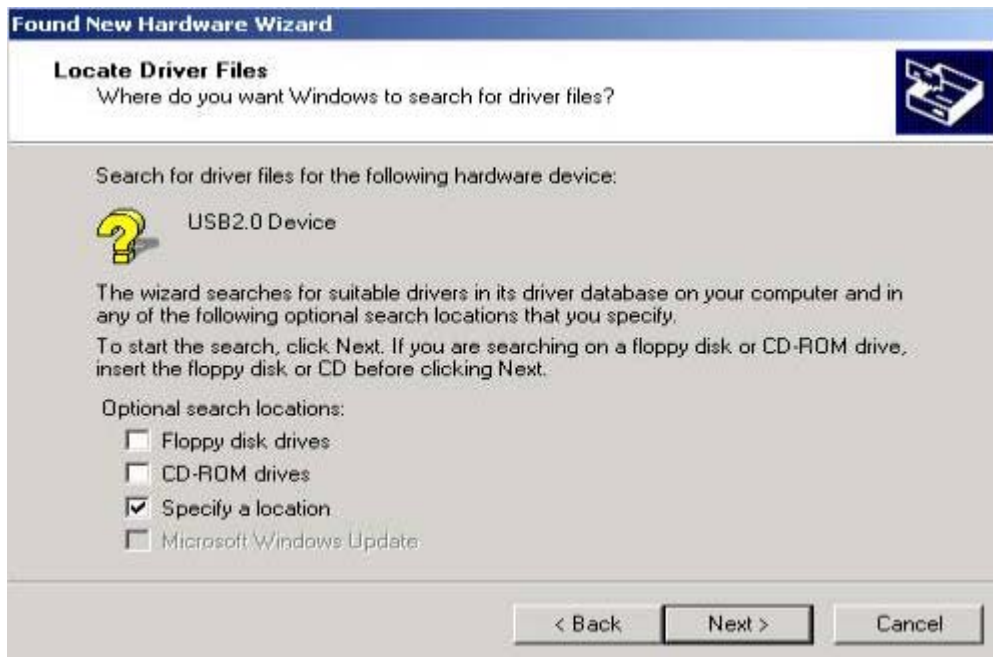 Found New Hardware Wizard
Locate Driver Files
Where do you want Windows to search for driver files?
Search for driver files for the following hardware device:
USB2.0 Device
The wizard searches for suitable drivers in its driver database on your computer and in
any of the following optional search locations that you specify.
To start the search, click Next. If you are searching on a floppy disk or CD-ROM drive,
insert the floppy disk or CD before clicking Next.
Optional search locations:
Floppy disk drives
CD-ROM drives
Specify a location
Microsoft Windows Update
< Back
Next >
Cancel